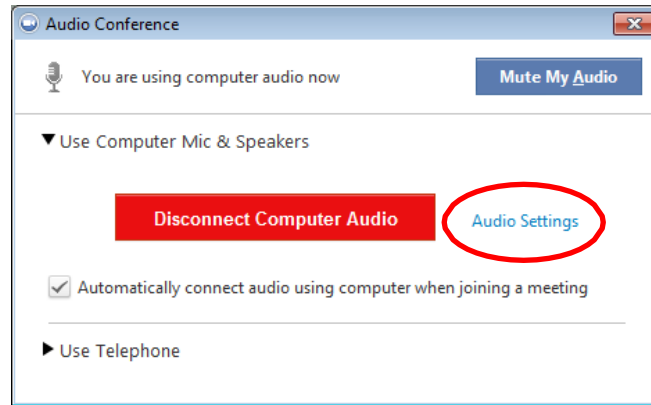 Audio Conference
You are using computer audio now
Mute My Audio
Use Computer Mic & Speakers
Disconnect Computer Audio
Audio Settings
Automatically connect audio using computer when joining a meeting
Use Telephone